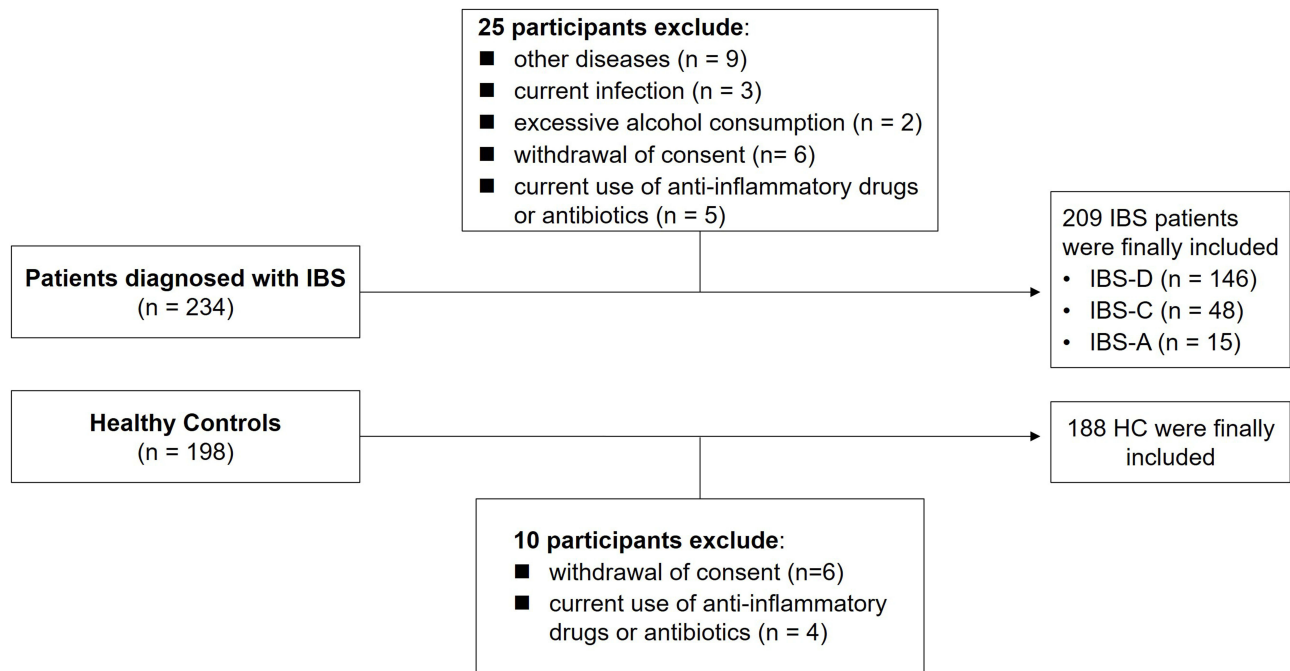 25 participants exclude:
■ other diseases (n = 9)
■ current infection (n = 3)
■ excessive alcohol consumption (n = 2)
■ withdrawal of consent (n= 6)
■ current use of anti-inflammatory drugs
or antibiotics (n = 5)
Patients diagnosed with IBS
(n = 234)
209 IBS patients
were finally included
• IBS-D (n = 146)
• IBS-C (n = 48)
• IBS-A (n = 15)
Healthy Controls
(n = 198)
188 HC were finally
included
10 participants exclude:
■ withdrawal of consent (n=6)
■ current use of anti-inflammatory
drugs or antibiotics (n = 4)